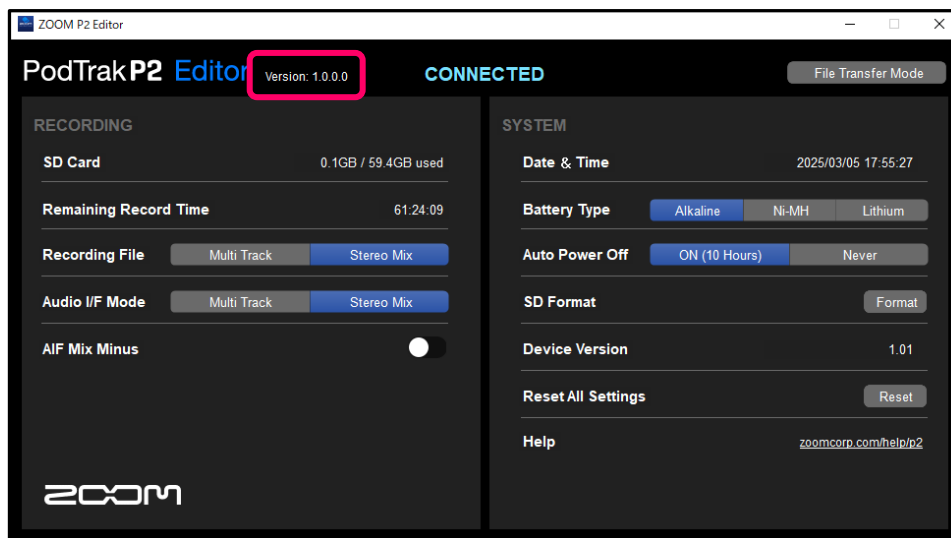 ZOOM P2 Editor
PodTrak P2 Editor Version: 1.0.0.0 CONNECTED File Transfer Mode
RECORDING
SD Card 0.1GB / 59.4GB used
Remaining Record Time 61:24:09
Recording File Multi Track Stereo Mix
Audio I/F Mode Multi Track Stereo Mix
AIF Mix Minus
ZOOM
SYSTEM
Date & Time 2025/03/05 17:55:27
Battery Type Alkaline Ni-MH Lithium
Auto Power Off ON (10 Hours) Never
SD Format Format
Device Version 1.01
Reset All Settings Reset
Help zoomcorp.com/help/p2